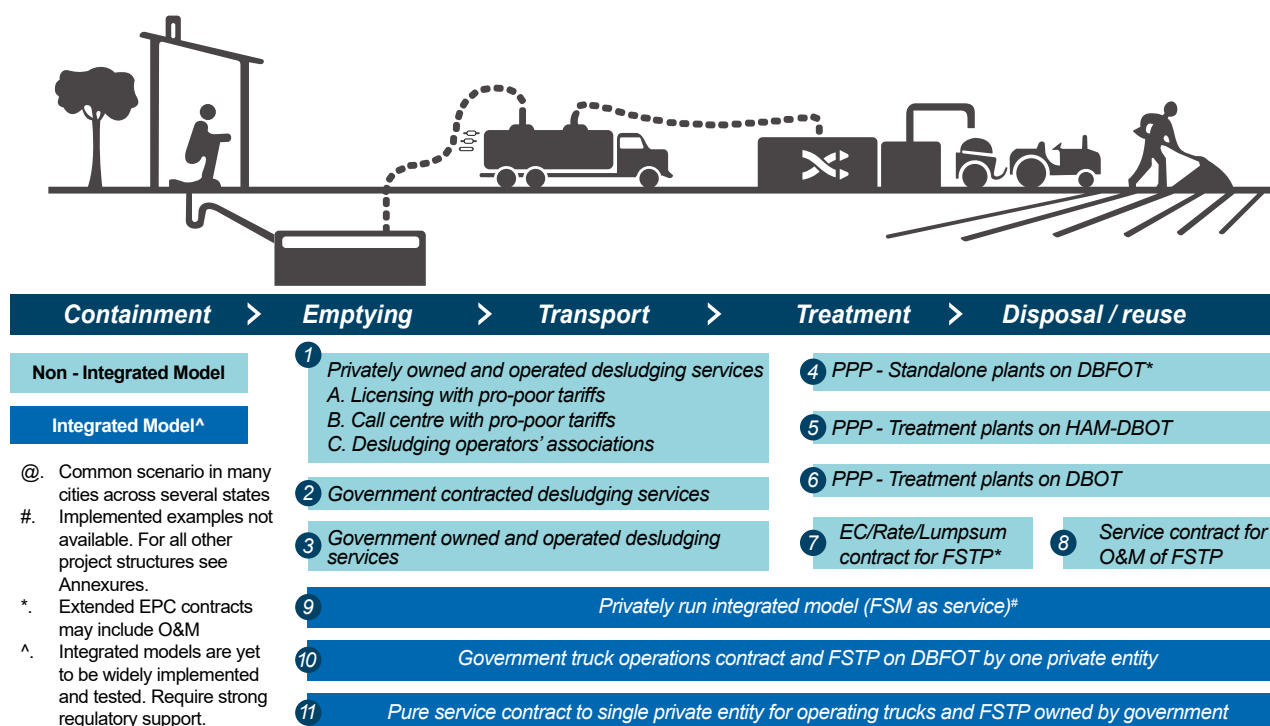 Containment > Emptying > Transport > Treatment > Disposal / reuse
Non - Integrated Model
Integrated Model^
@. Common scenario in many
cities across several states
#. Implemented examples not
available. For all other
project structures see
Annexures.
*. Extended EPC contracts
may include O&M
^. Integrated models are yet
to be widely implemented
and tested. Require strong
regulatory support.
1 Privately owned and operated desludging services
A. Licensing with pro-poor tariffs
B. Call centre with pro-poor tariffs
C. Desludging operators' associations
2 Government contracted desludging services
3 Government owned and operated desludging
services
4 PPP - Standalone plants on DBFOT*
5 PPP - Treatment plants on HAM-DBOT
6 PPP - Treatment plants on DBOT
7 EC/Rate/Lumpsum
contract for FSTP*
8 Service contract for
O&M of FSTP
9 Privately run integrated model (FSM as service)#
10 Government truck operations contract and FSTP on DBFOT by one private entity
11 Pure service contract to single private entity for operating trucks and FSTP owned by government